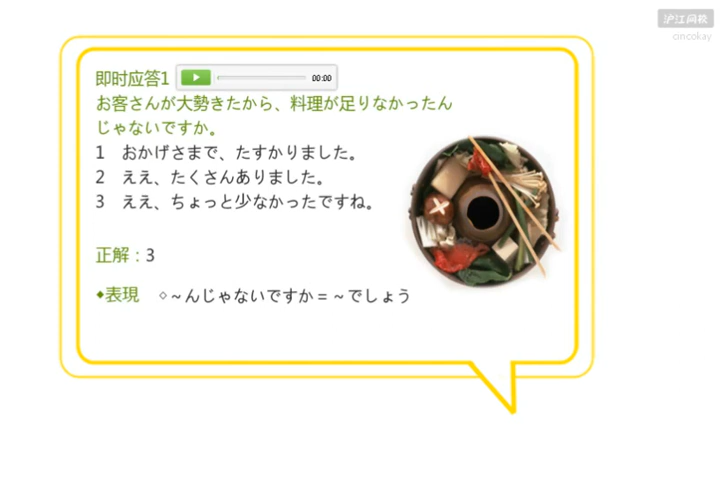 沪江网校
cincokay
即时应答1 00:00
お客さんが大勢きたから、料理が足りなかったん
じゃないですか。
1 おかげさまで、たすかりました。
2 ええ、たくさんありました。
3 ええ、ちょっと少なかったですね。
正解：3
◆表現 ◇～んじゃないですか＝～でしょう